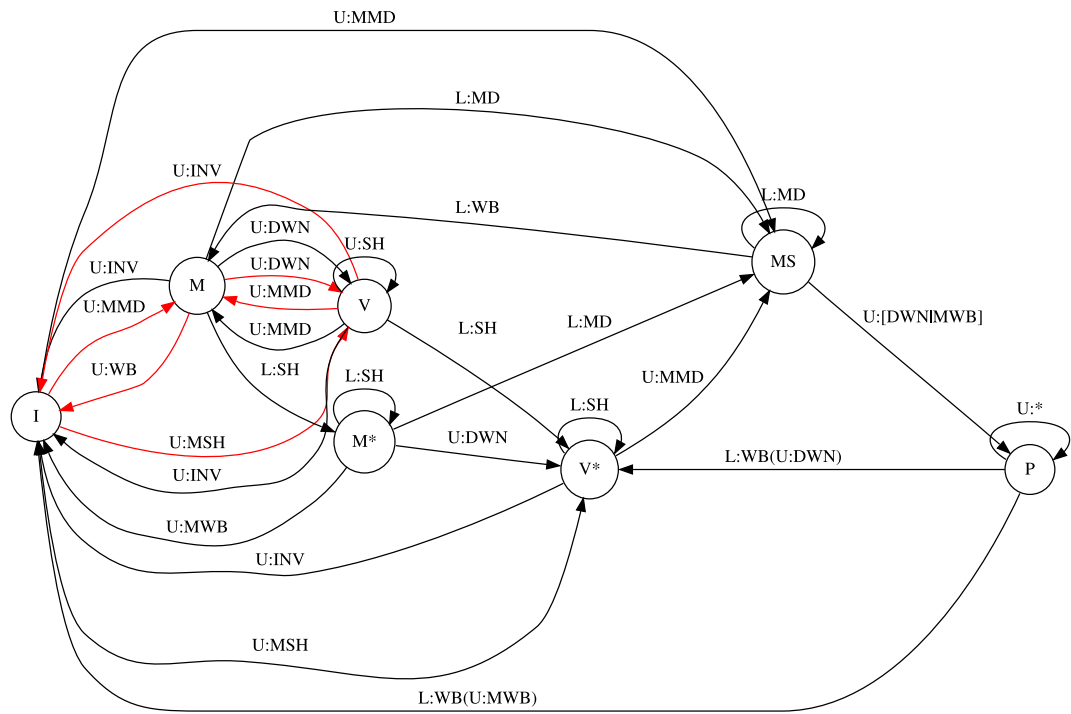 U:MMD
L:MD
U:INV
L:WB
L:MD
U:DWN
U:SH
MS
U:INV
U:DWN
M
U:MMD
V
U:MMD
U:[DWN|MWB]
L:SH
L:MD
U:MMD
U:WB
L:SH
L:SH
U:MMD
I
L:SH
U:*
U:MSH
M*
U:DWN
L:WB(U:DWN)
V*
P
U:INV
U:MWB
U:INV
U:MSH
L:WB(U:MWB)